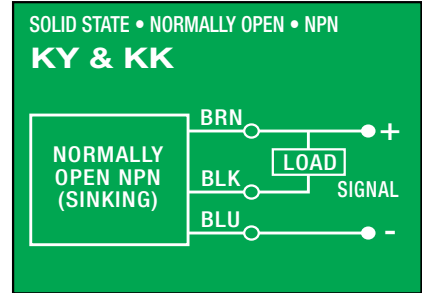 SOLID STATE • NORMALLY OPEN • NPN
KY & KK
BRN
+
NORMALLY
OPEN NPN
(SINKING)
LOAD
BLK
SIGNAL
BLU
-